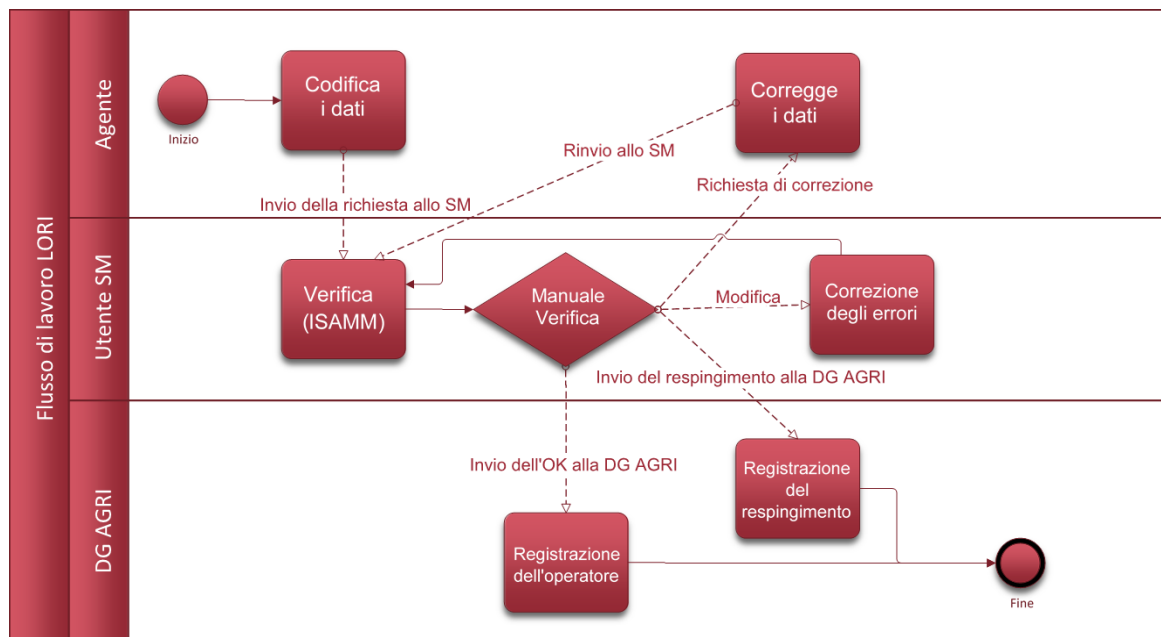 Flusso di lavoro LORI
Agente
Inizio
Codifica
i dati
Corregge
i dati
Rinvio allo SM
Richiesta di correzione
Invio della richiesta allo SM
Utente SM
Verifica
(ISAMM)
Manuale
Verifica
Modifica
Correzione
degli errori
Invio del respingimento alla DG AGRI
DG AGRI
Invio dell'OK alla DG AGRI
Registrazione
del
respingimento
Registrazione
dell'operatore
Fine